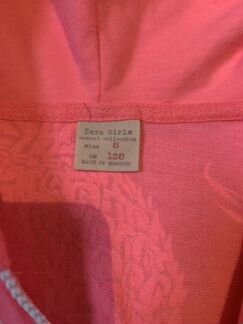 Zara Girls
casual collection
size 8
cm 128
MADE IN MOROCCO